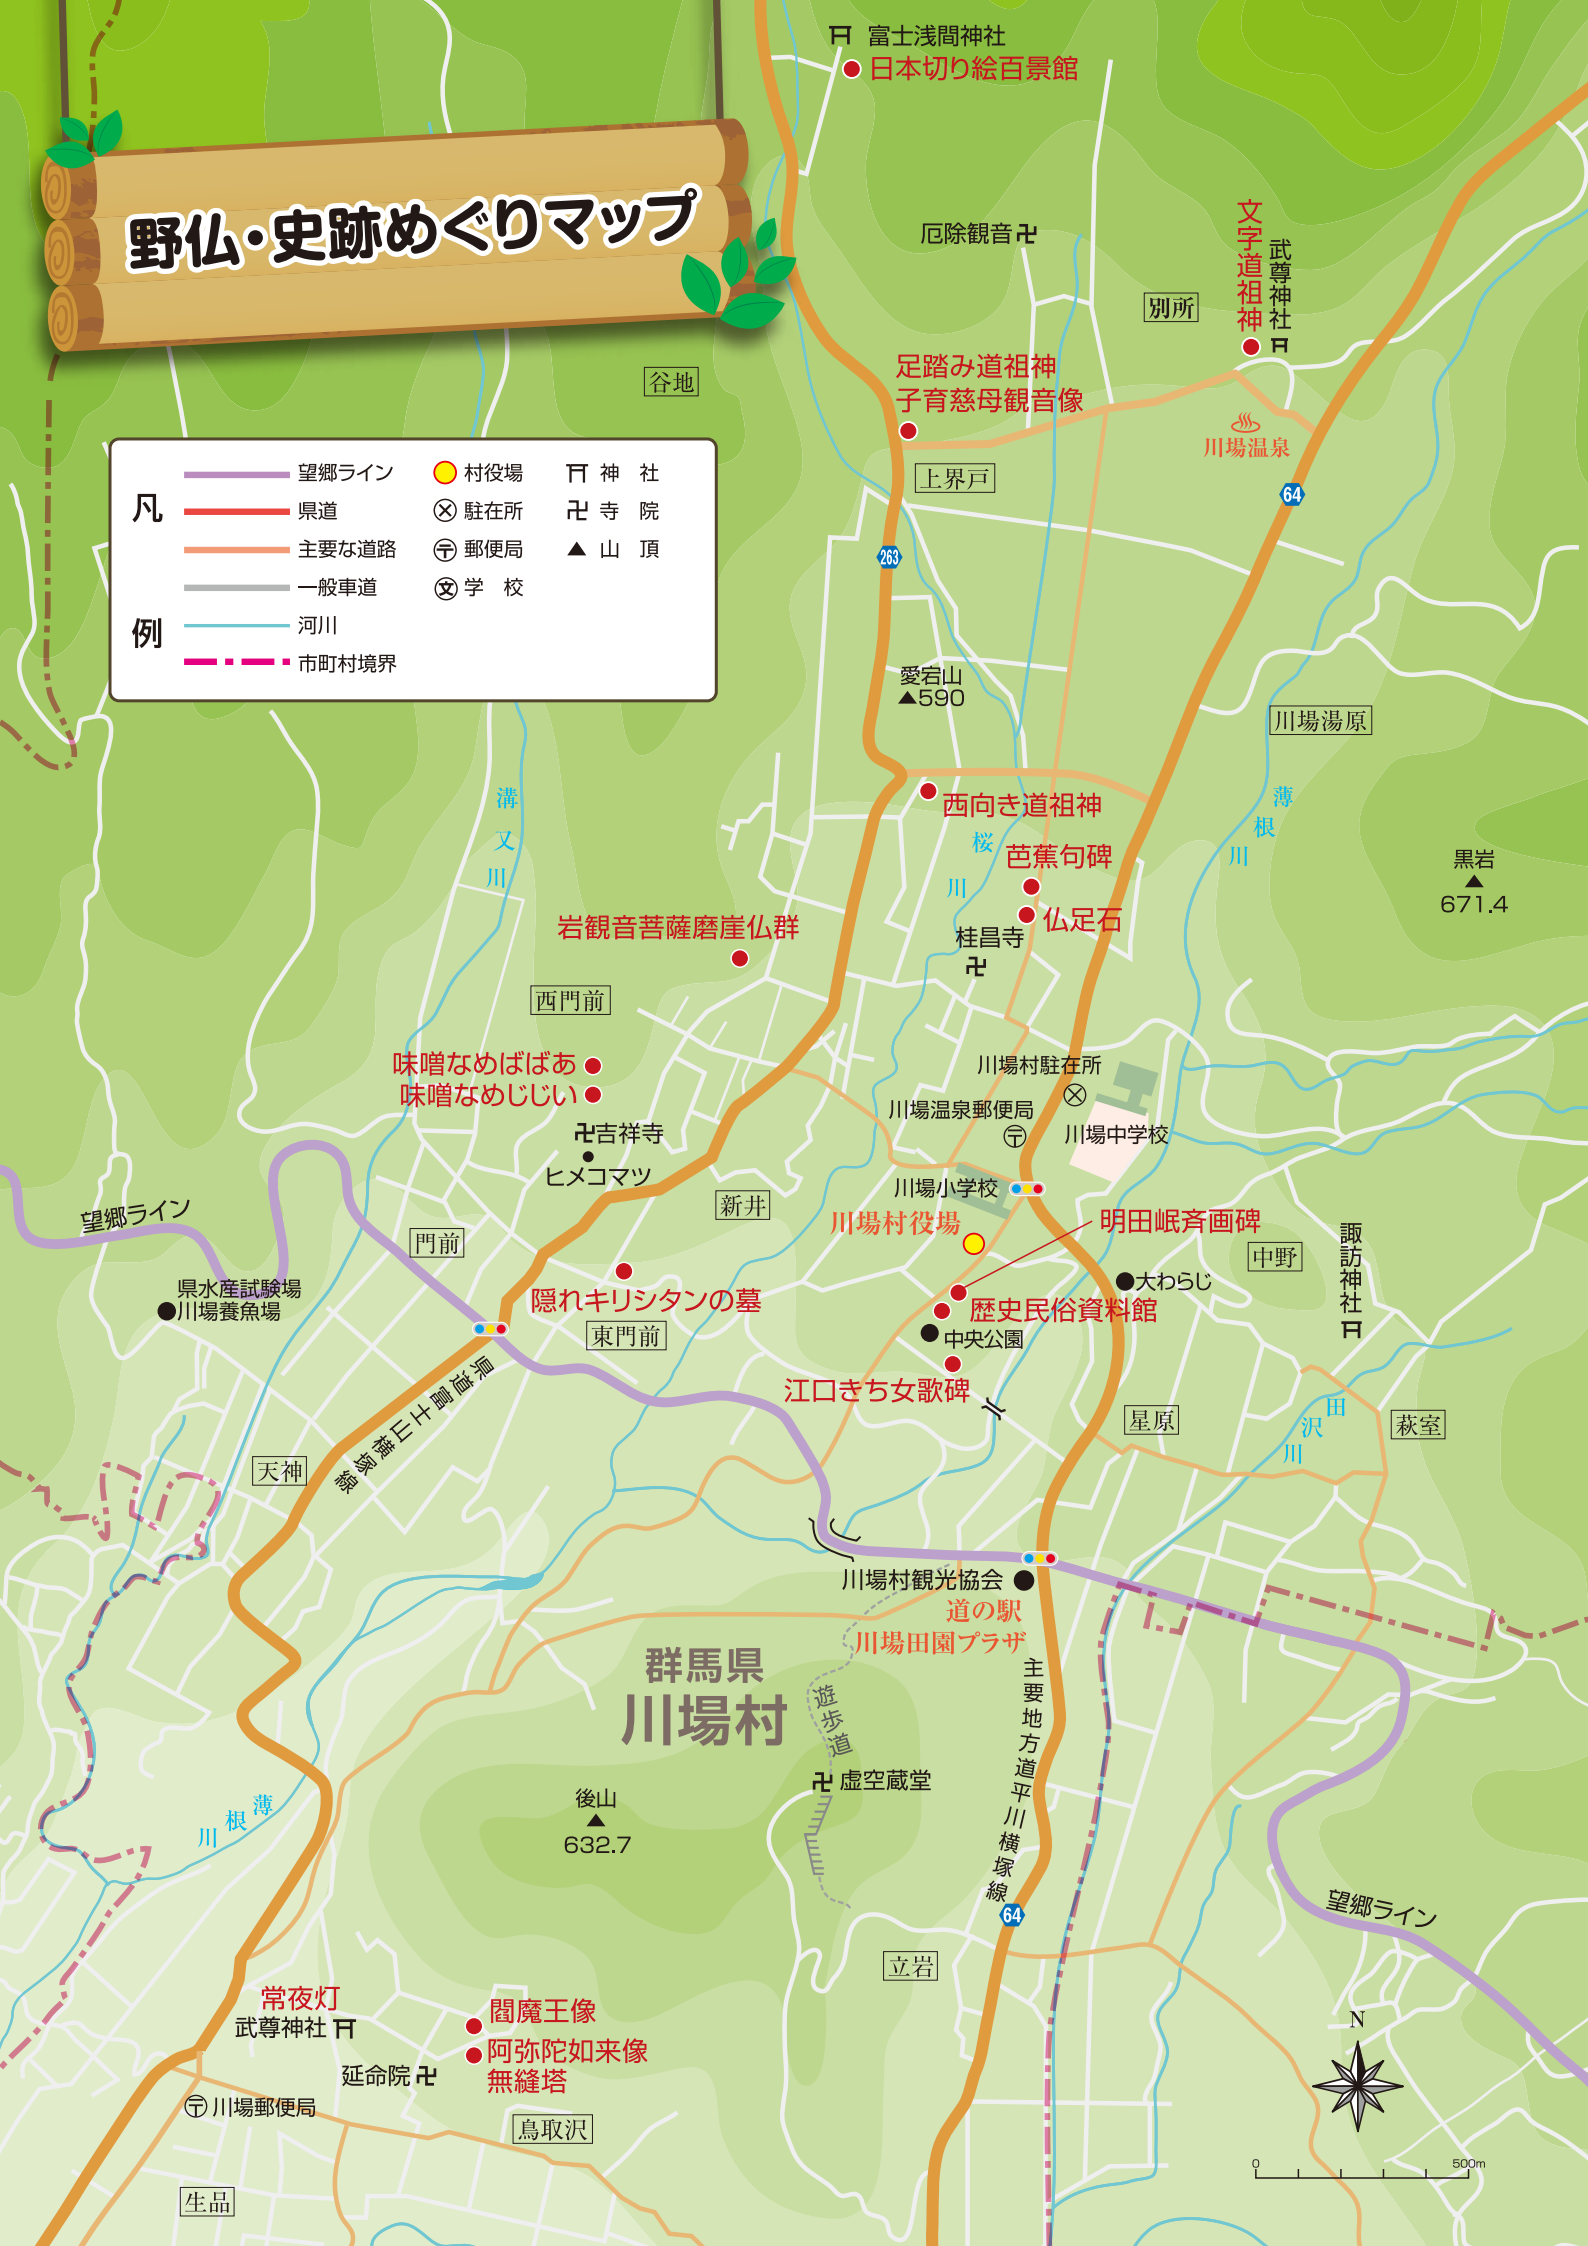 富士浅間神社
日本切り絵百景館
野仏・史跡めぐりマップ
厄除観音
文字道祖神
武尊神社
別所
谷地
足踏み道祖神
子育慈母観音像
川場温泉
上界戸
64
263
凡例
望郷ライン
県道
主要な道路
一般車道
河川
市町村境界
村役場
駐在所
郵便局
文 学 校
神 社
寺 院
山 頂
愛宕山
590
川場湯原
溝又川
西向き道祖神
桜川
薄根川
芭蕉句碑
仏足石
桂昌寺
黒岩
671.4
岩観音菩薩磨崖仏群
西門前
味噌なめばばあ
味噌なめじじい
川場村駐在所
川場温泉郵便局
川場中学校
吉祥寺
ヒメコマツ
川場小学校
新井
川場村役場
望郷ライン
門前
明田岷斉画碑
中野
諏訪神社
県水産試験場
川場養魚場
大わらじ
隠れキリシタンの墓
歴史民俗資料館
東門前
中央公園
県道富士山横塚線
江口きち女歌碑
星原
田沢川
萩室
天神
川場村観光協会
道の駅
川場田園プラザ
群馬県
川場村
遊歩道
主要地方道平川横塚線
虚空蔵堂
後山
632.7
薄根川
64
望郷ライン
立岩
常夜灯
武尊神社
閻魔王像
阿弥陀如来像
無縫塔
延命院
川場郵便局
鳥取沢
生品
N
0 500m